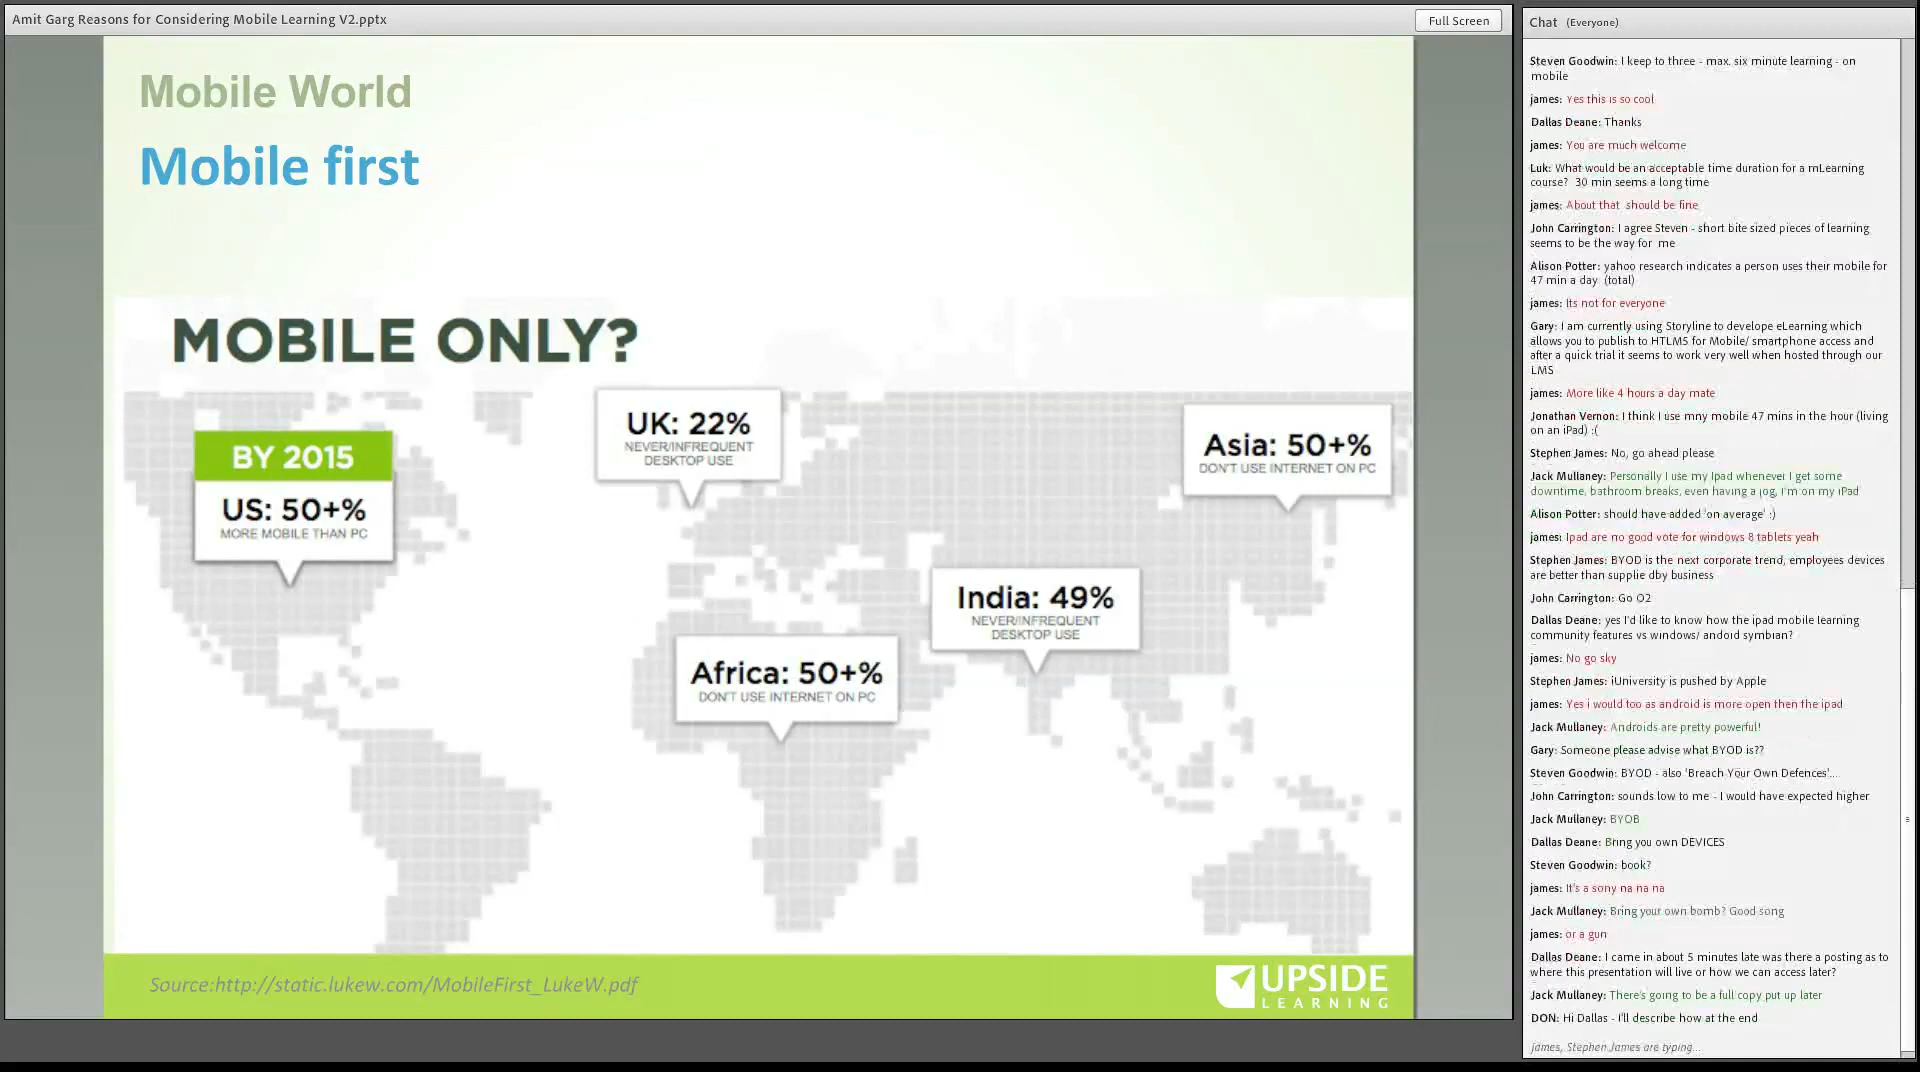 Amit Garg Reasons for Considering Mobile Learning V2.pptx
Full Screen
Mobile World
Mobile first
MOBILE ONLY?
BY 2015
US: 50+%
MORE MOBILE THAN PC
UK: 22%
NEVER/INFREQUENT
DESKTOP USE
Asia: 50+%
DON'T USE INTERNET ON PC
India: 49%
NEVER/INFREQUENT
DESKTOP USE
Africa: 50+%
DON'T USE INTERNET ON PC
Source:http://static.lukew.com/MobileFirst_LukeW.pdf
UPSIDE
LEARNING
Chat (Everyone)
Steven Goodwin: I keep to three - max. six minute learning - on
mobile
james: Yes this is so cool
Dallas Deane: Thanks
james: You are much welcome
Luk: What would be an acceptable time duration for a mLearning
course? 30 min seems a long time
james: About that should be fine
John Carrington: I agree Steven - short bite sized pieces of learning
seems to be the way for me
Alison Potter: yahoo research indicates a person uses their mobile for
47 min a day (total)
james: Its not for everyone
Gary: I am currently using Storyline to develope eLearning which
allows you to publish to HTLM5 for Mobile/ smartphone access and
after a quick trial it seems to work very well when hosted through our
LMS
james: More like 4 hours a day mate
Jonathan Vernon: I think I use mny mobile 47 mins in the hour (living
on an iPad) :(
Stephen James: No, go ahead please
Jack Mullaney: Personally I use my Ipad whenever I get some
downtime, bathroom breaks, even having a jog, I'm on my iPad
Alison Potter: should have added 'on average' :)
james: Ipad are no good vote for windows 8 tablets yeah
Stephen James: BYOD is the next corporate trend, employees devices
are better than supplie dby business
John Carrington: Go O2
Dallas Deane: yes I'd like to know how the ipad mobile learning
community features vs windows/ andoid symbian?
james: No go sky
Stephen James: iUniversity is pushed by Apple
james: Yes i would too as android is more open then the ipad
Jack Mullaney: Androids are pretty powerful!
Gary: Someone please advise what BYOD is??
Steven Goodwin: BYOD - also 'Breach Your Own Defences'...
John Carrington: sounds low to me - I would have expected higher
Jack Mullaney: BYOB
Dallas Deane: Bring you own DEVICES
Steven Goodwin: book?
james: It's a sony na na na
Jack Mullaney: Bring your own bomb? Good song
james: or a gun
Dallas Deane: I came in about 5 minutes late was there a posting as to
where this presentation will live or how we can access later?
Jack Mullaney: There's going to be a full copy put up later
DON: Hi Dallas - I'll describe how at the end
james, Stephen James are typing...